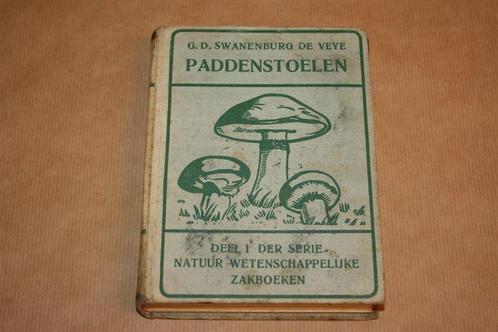 G. D. SWANENBURG DE VEYE
PADDENSTOELEN
DEEL I DER SERIE
NATUUR WETENSCHAPPELIJKE
ZAKBOEKEN